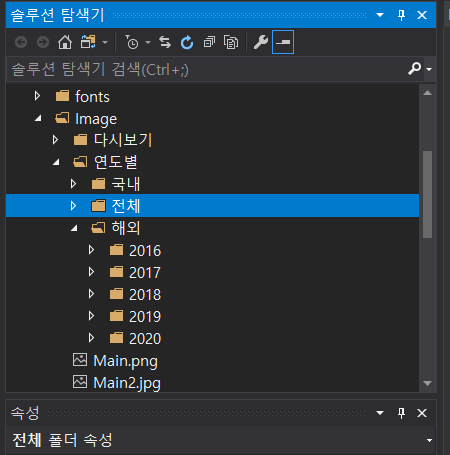 솔루션 탐색기
솔루션 탐색기 검색(Ctrl+;)
fonts
Image
다시보기
연도별
국내
전체
해외
2016
2017
2018
2019
2020
Main.png
Main2.jpg
속성
전체 폴더 속성